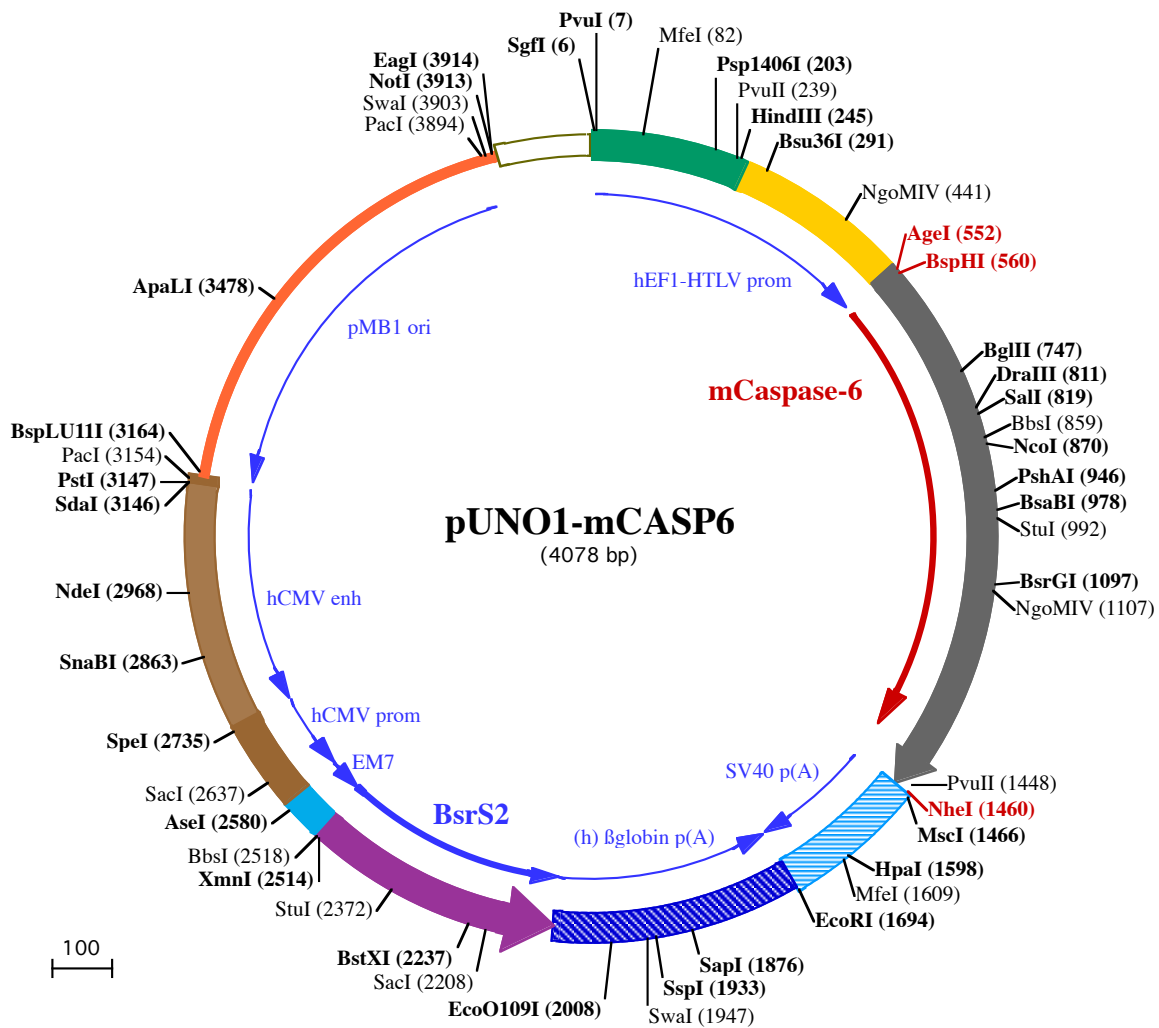 PvuI (7)
SgfI (6)
MfeI (82)
EagI (3914)
NotI (3913)
SwaI (3903)
PacI (3894)
Psp1406I (203)
PvuII (239)
HindIII (245)
Bsu36I (291)
NgoMIV (441)
AgeI (552)
BspHI (560)
hEF1-HTLV prom
ApaLI (3478)
pMB1 ori
BglII (747)
DraIII (811)
SalI (819)
BbsI (859)
NcoI (870)
mCaspase-6
BspLU11I (3164)
PacI (3154)
PstI (3147)
SdaI (3146)
PshAI (946)
BsaBI (978)
StuI (992)
pUNO1-mCASP6
(4078 bp)
NdeI (2968)
hCMV enh
BsrGI (1097)
NgoMIV (1107)
SnaBI (2863)
SpeI (2735)
hCMV prom
EM7
SV40 p(A)
SacI (2637)
AseI (2580)
BsrS2
(h) ßglobin p(A)
PvuII (1448)
NheI (1460)
MscI (1466)
BbsI (2518)
XmnI (2514)
StuI (2372)
HpaI (1598)
MfeI (1609)
EcoRI (1694)
BstXI (2237)
SacI (2208)
EcoO109I (2008)
SapI (1876)
SspI (1933)
SwaI (1947)
100